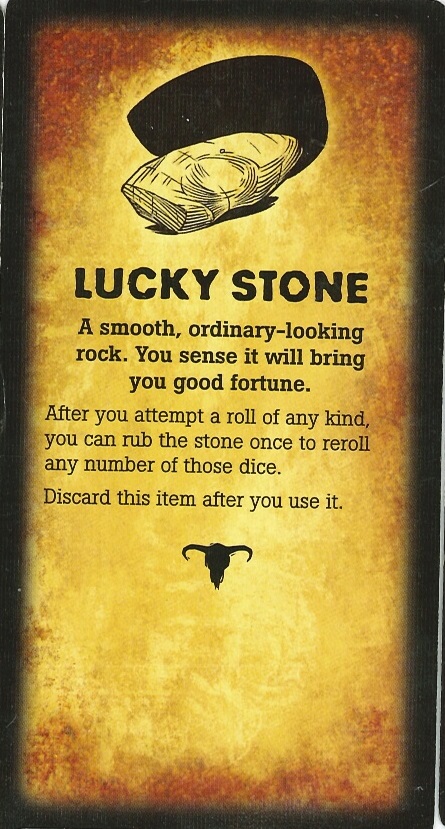 LUCKY STONE
A smooth, ordinary-looking
rock. You sense it will bring
you good fortune.
After you attempt a roll of any kind,
you can rub the stone once to reroll
any number of those dice.
Discard this item after you use it.